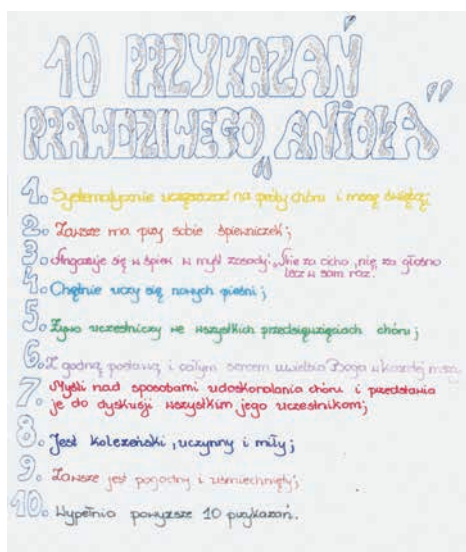 10 PRZYKAZAŃ
PRAWDZIWEGO „ANIOŁA”
1. Systematycznie uczęszczać na próby chóru i mszę świętą;
2. Zawsze ma przy sobie śpiewniczek;
3. Angażuje się w śpiew w myśl zasady: „Nie za cicho, nie za głośno
lecz w sam raz.”
4. Chętnie uczy się nowych pieśni;
5. Żywo uczestniczy we wszystkich przedsięwzięciach chóru;
6. Z godną postawą i całym sercem uwielbia Boga w każdej mszy.
7. Myśli nad sposobami udoskonalania chóru i przedstawia
je do dyskusji wszystkim jego uczestnikom;
8. Jest koleżeński, uczynny i miły;
9. Zawsze jest pogodny i uśmiechnięty;
10. Wypełnia powyższe 10 przykazań.